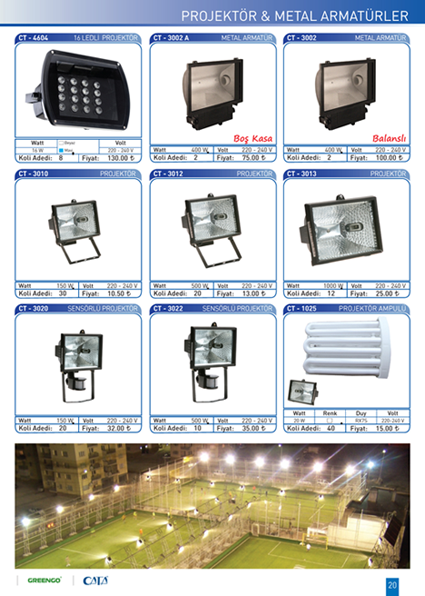 PROJEKTÖR & METAL ARMATÜRLER
CT - 4604 16 LEDLİ PROJEKTÖR
Watt Beyaz Volt
16 W Mavi 220 - 240 V
Koli Adedi: 8 Fiyat: 130.00 ₺
CT - 3002 A METAL ARMATÜR
Boş Kasa
Watt 400 W Volt 220 - 240 V
Koli Adedi: 2 Fiyat: 75.00 ₺
CT - 3002 METAL ARMATÜR
Balanslı
Watt 400 W Volt 220 - 240 V
Koli Adedi: 2 Fiyat: 100.00 ₺
CT - 3010 PROJEKTÖR
Watt 150 W Volt 220 - 240 V
Koli Adedi: 30 Fiyat: 10.50 ₺
CT - 3012 PROJEKTÖR
Watt 500 W Volt 220 - 240 V
Koli Adedi: 20 Fiyat: 13.00 ₺
CT - 3013 PROJEKTÖR
Watt 1000 W Volt 220 - 240 V
Koli Adedi: 12 Fiyat: 25.00 ₺
CT - 3020 SENSÖRLÜ PROJEKTÖR
Watt 150 W Volt 220 - 240 V
Koli Adedi: 20 Fiyat: 32.00 ₺
CT - 3022 SENSÖRLÜ PROJEKTÖR
Watt 500 W Volt 220 - 240 V
Koli Adedi: 10 Fiyat: 35.00 ₺
CT - 1025 PROJEKTÖR AMPULÜ
Watt Renk Duy Volt
20 W RX7S 220-240 V
Koli Adedi: 40 Fiyat: 15.00 ₺
GREENGO CATA 20